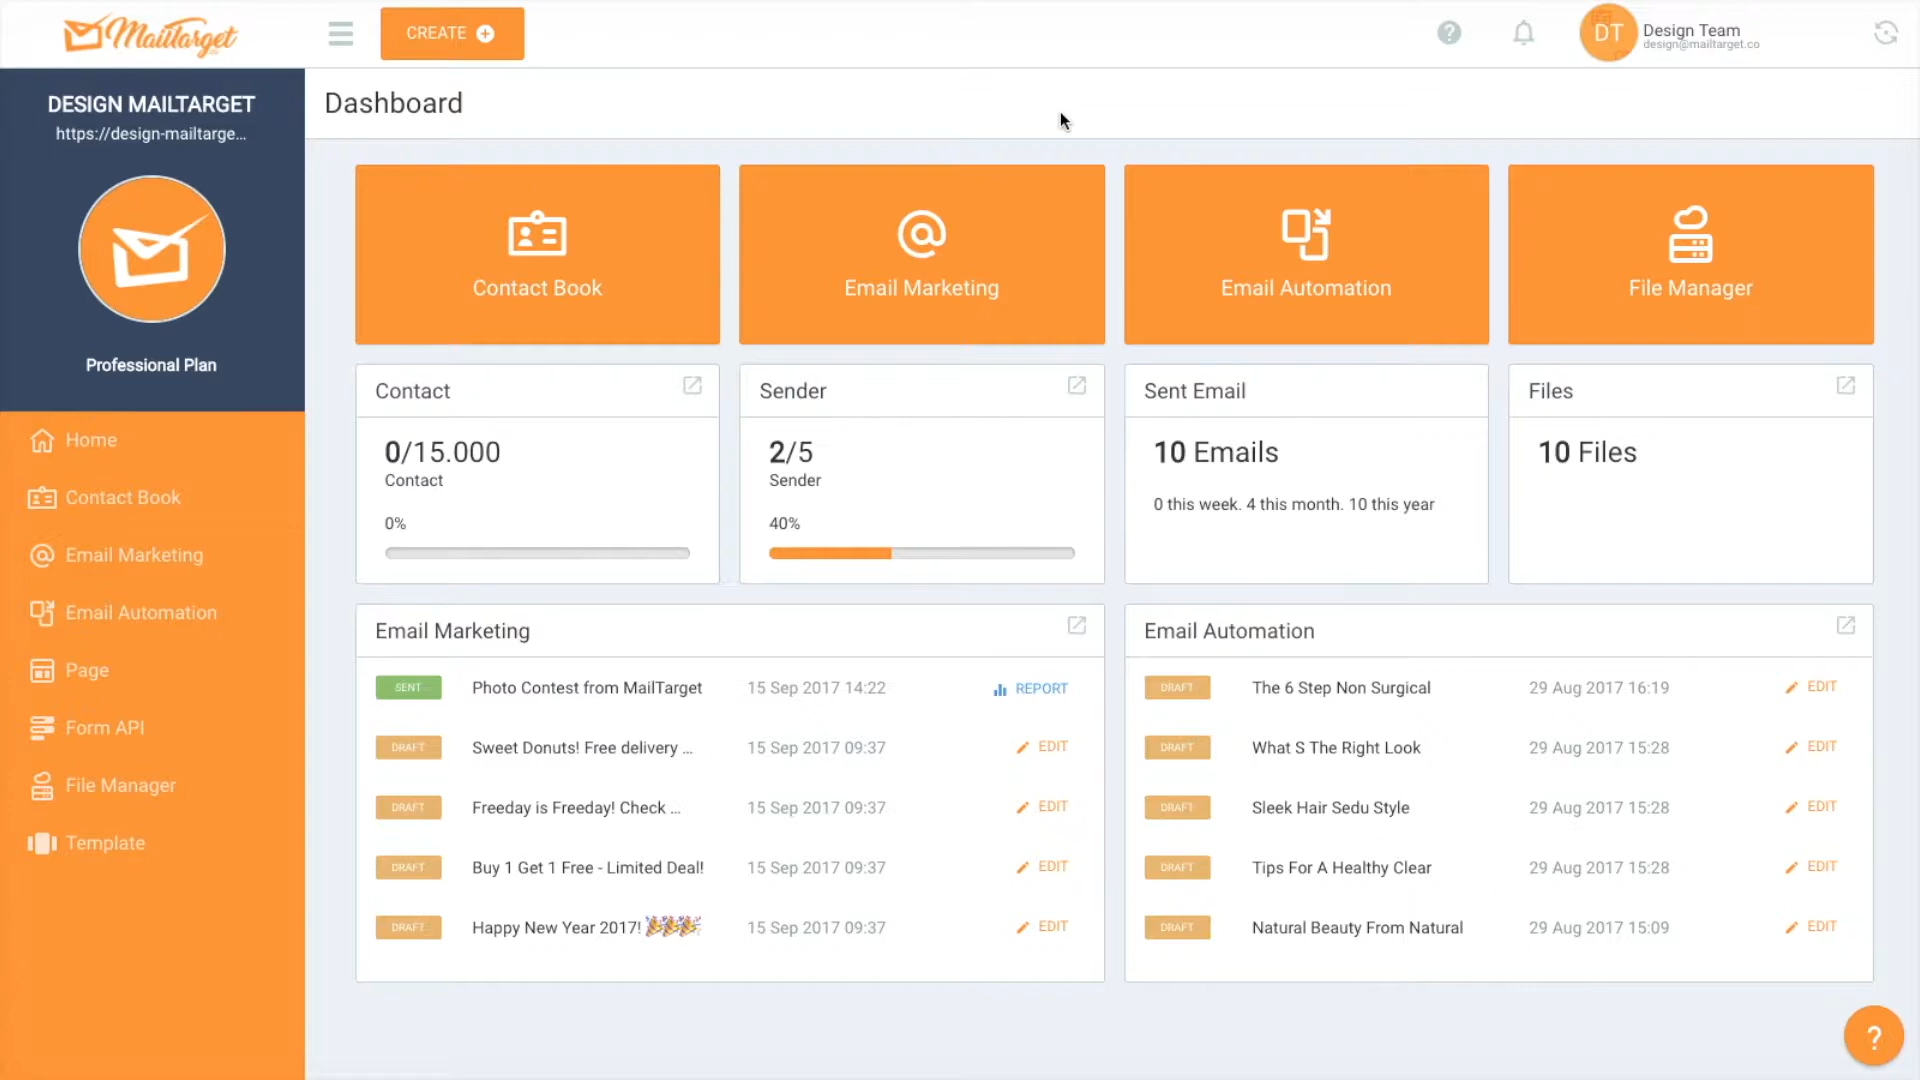 MailTarget
CREATE
DT
Design Team
design@mailtarget.co
DESIGN MAILTARGET
https://design-mailtarge...
Professional Plan
Home
Contact Book
Email Marketing
Email Automation
Page
Form API
File Manager
Template
Dashboard
Contact Book
Email Marketing
Email Automation
File Manager
Contact
0/15.000
Contact
0%
Sender
2/5
Sender
40%
Sent Email
10 Emails
0 this week. 4 this month. 10 this year
Files
10 Files
Email Marketing
SENT Photo Contest from MailTarget 15 Sep 2017 14:22 REPORT
DRAFT Sweet Donuts! Free delivery ... 15 Sep 2017 09:37 EDIT
DRAFT Freeday is Freeday! Check ... 15 Sep 2017 09:37 EDIT
DRAFT Buy 1 Get 1 Free - Limited Deal! 15 Sep 2017 09:37 EDIT
DRAFT Happy New Year 2017! 🎉🎉🎉 15 Sep 2017 09:37 EDIT
Email Automation
DRAFT The 6 Step Non Surgical 29 Aug 2017 16:19 EDIT
DRAFT What S The Right Look 29 Aug 2017 15:28 EDIT
DRAFT Sleek Hair Sedu Style 29 Aug 2017 15:28 EDIT
DRAFT Tips For A Healthy Clear 29 Aug 2017 15:28 EDIT
DRAFT Natural Beauty From Natural 29 Aug 2017 15:09 EDIT
?